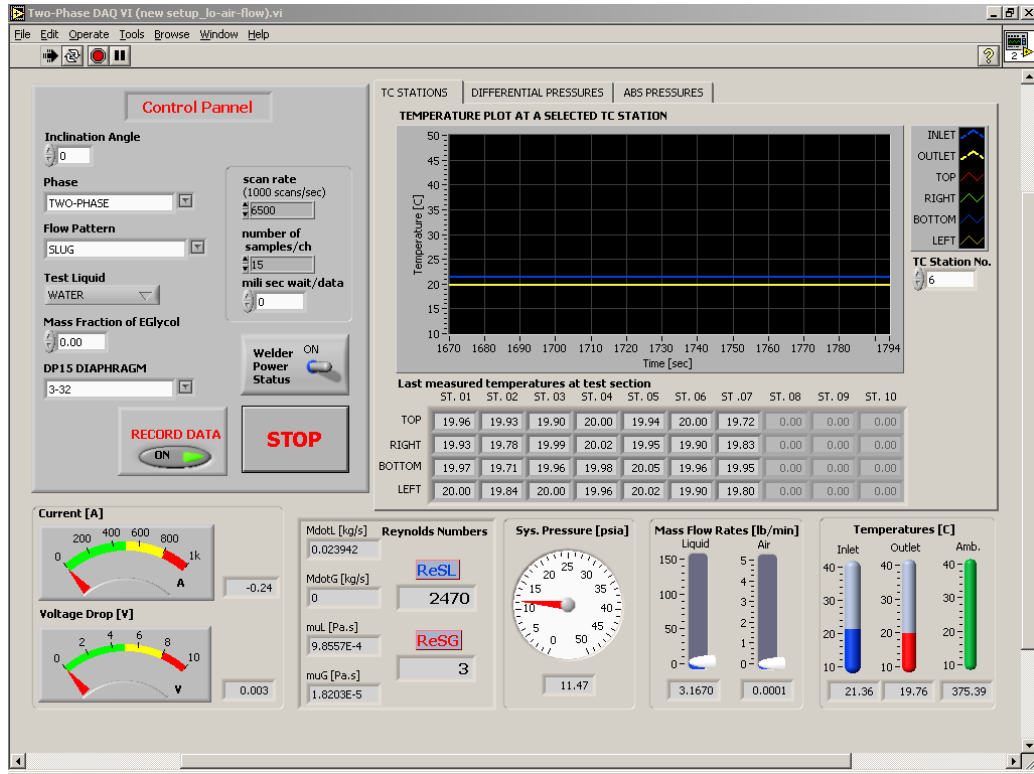 Two-Phase DAQ VI (new setup_lo-air-flow).vi
File Edit Operate Tools Browse Window Help
2
Control Pannel
Inclination Angle
0
Phase
TWO-PHASE
Flow Pattern
SLUG
Test Liquid
WATER
Mass Fraction of EGlycol
0.00
DP15 DIAPHRAGM
3-32
scan rate
(1000 scans/sec)
6500
number of
samples/ch
15
mili sec wait/data
0
Welder
Power
Status
ON
RECORD DATA
ON
STOP
TC STATIONS DIFFERENTIAL PRESSURES ABS PRESSURES
TEMPERATURE PLOT AT A SELECTED TC STATION
Temperature [C]
50
45
40
35
30
25
20
15
10
1670 1680 1690 1700 1710 1720 1730 1740 1750 1760 1770 1780 1794
Time [sec]
INLET
OUTLET
TOP
RIGHT
BOTTOM
LEFT
TC Station No.
6
Last measured temperatures at test section
ST. 01 ST. 02 ST. 03 ST. 04 ST. 05 ST. 06 ST .07 ST. 08 ST. 09 ST. 10
TOP 19.96 19.93 19.90 20.00 19.94 20.00 19.72 0.00 0.00 0.00
RIGHT 19.93 19.78 19.99 20.02 19.95 19.90 19.83 0.00 0.00 0.00
BOTTOM 19.97 19.71 19.96 19.98 20.05 19.96 19.95 0.00 0.00 0.00
LEFT 20.00 19.84 20.00 19.96 20.02 19.90 19.80 0.00 0.00 0.00
Current [A]
0 200 400 600 800 1k
A
-0.24
Voltage Drop [V]
0 2 4 6 8 10
V
0.003
MdotL [kg/s]
0.023942
MdotG [kg/s]
0
muL [Pa.s]
9.8557E-4
muG [Pa.s]
1.8203E-5
Reynolds Numbers
ReSL
2470
ReSG
3
Sys. Pressure [psia]
0 5 10 15 20 25 30 35 40 45 50
11.47
Mass Flow Rates [lb/min]
Liquid Air
150 5
100 4
3
50 2
1
0 0
3.1670 0.0001
Temperatures [C]
Inlet Outlet Amb.
40 40 40
30 30 30
20 20 20
10 10 10
21.36 19.76 375.39